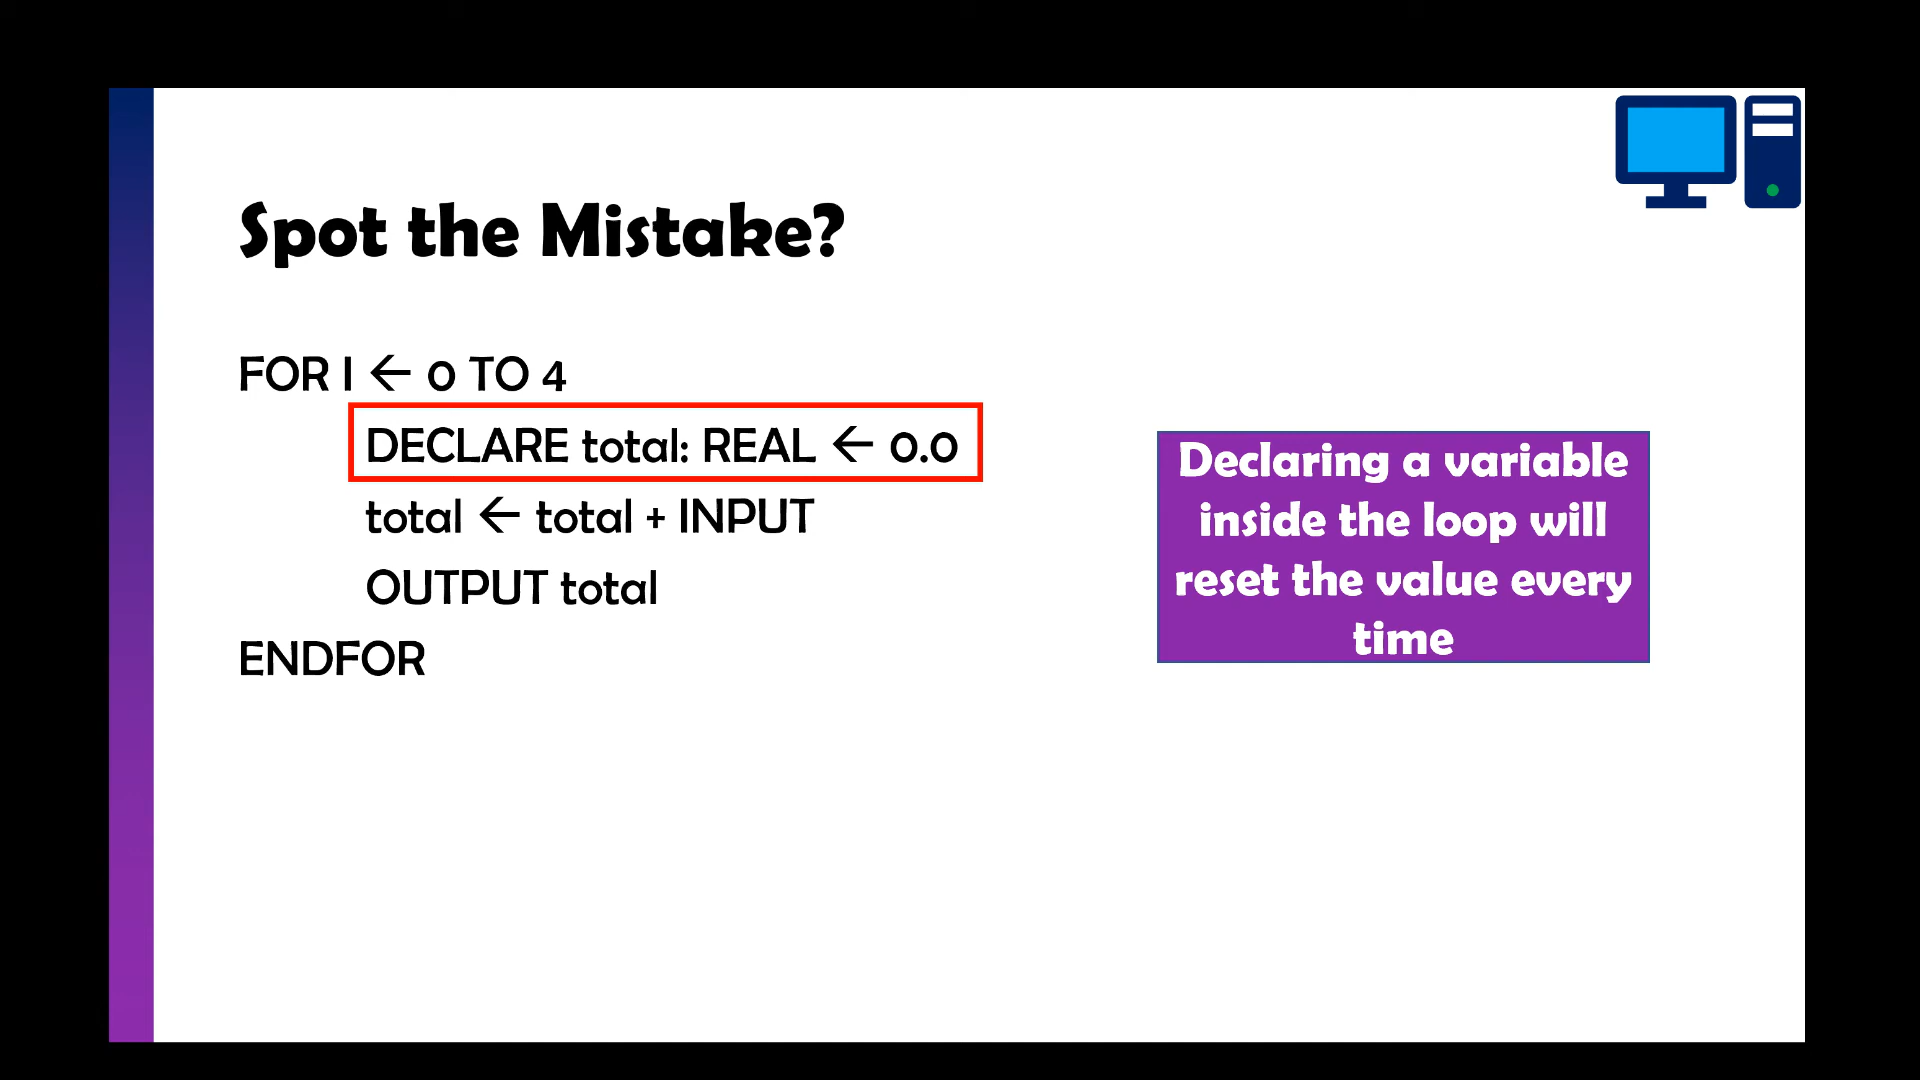 Spot the Mistake?
FOR I ← 0 TO 4
DECLARE total: REAL ← 0.0
total ← total + INPUT
OUTPUT total
ENDFOR
Declaring a variable
inside the loop will
reset the value every
time